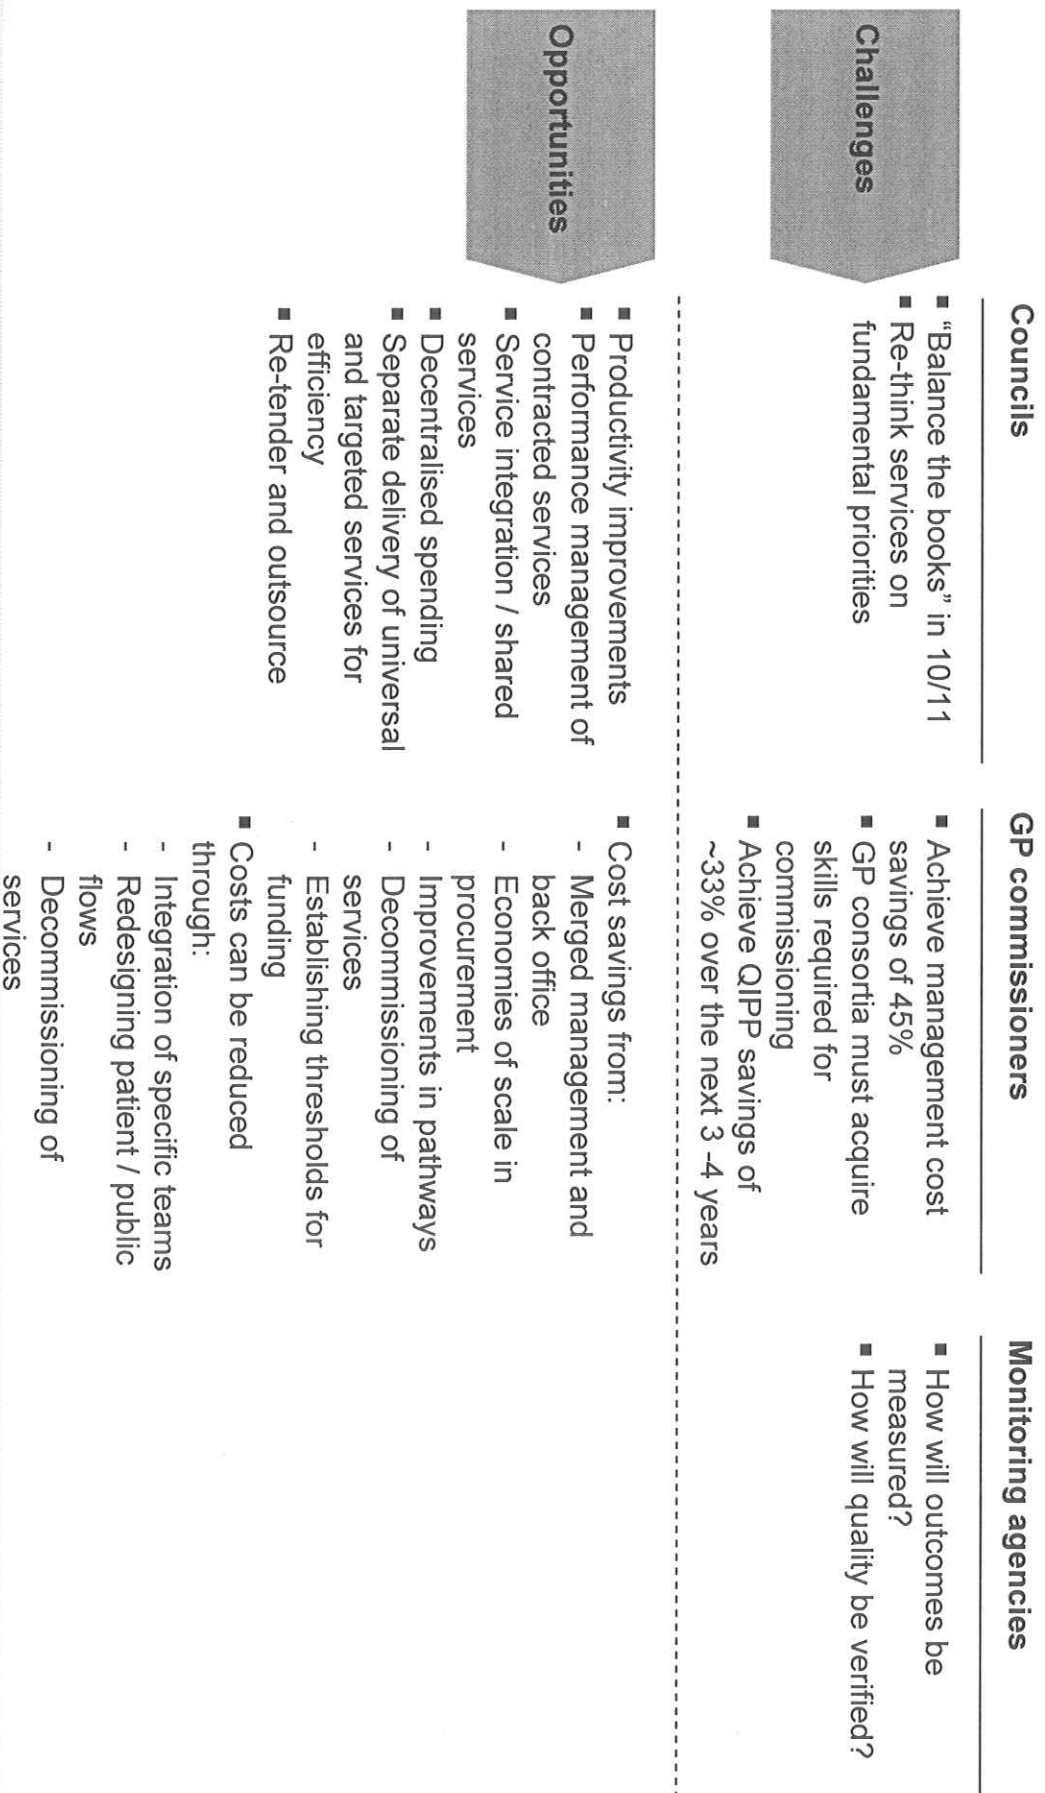 Councils
GP commissioners
Monitoring agencies
Challenges
▪ “Balance the books” in 10/11
▪ Re-think services on
fundamental priorities
▪ Achieve management cost
savings of 45%
▪ GP consortia must acquire
skills required for
commissioning
▪ Achieve QIPP savings of
~33% over the next 3 -4 years
▪ How will outcomes be
measured?
▪ How will quality be verified?
Opportunities
▪ Productivity improvements
▪ Performance management of
contracted services
▪ Service integration / shared
services
▪ Decentralised spending
▪ Separate delivery of universal
and targeted services for
efficiency
▪ Re-tender and outsource
▪ Cost savings from:
- Merged management and
back office
- Economies of scale in
procurement
- Improvements in pathways
- Decommissioning of
services
- Establishing thresholds for
funding
▪ Costs can be reduced
through:
- Integration of specific teams
- Redesigning patient / public
flows
- Decommissioning of
services